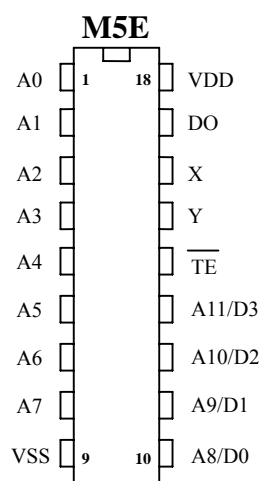 M5E
A0 1 18 VDD
A1 DO
A2 X
A3 Y
A4 T̅E̅
A5 A11/D3
A6 A10/D2
A7 A9/D1
VSS 9 10 A8/D0